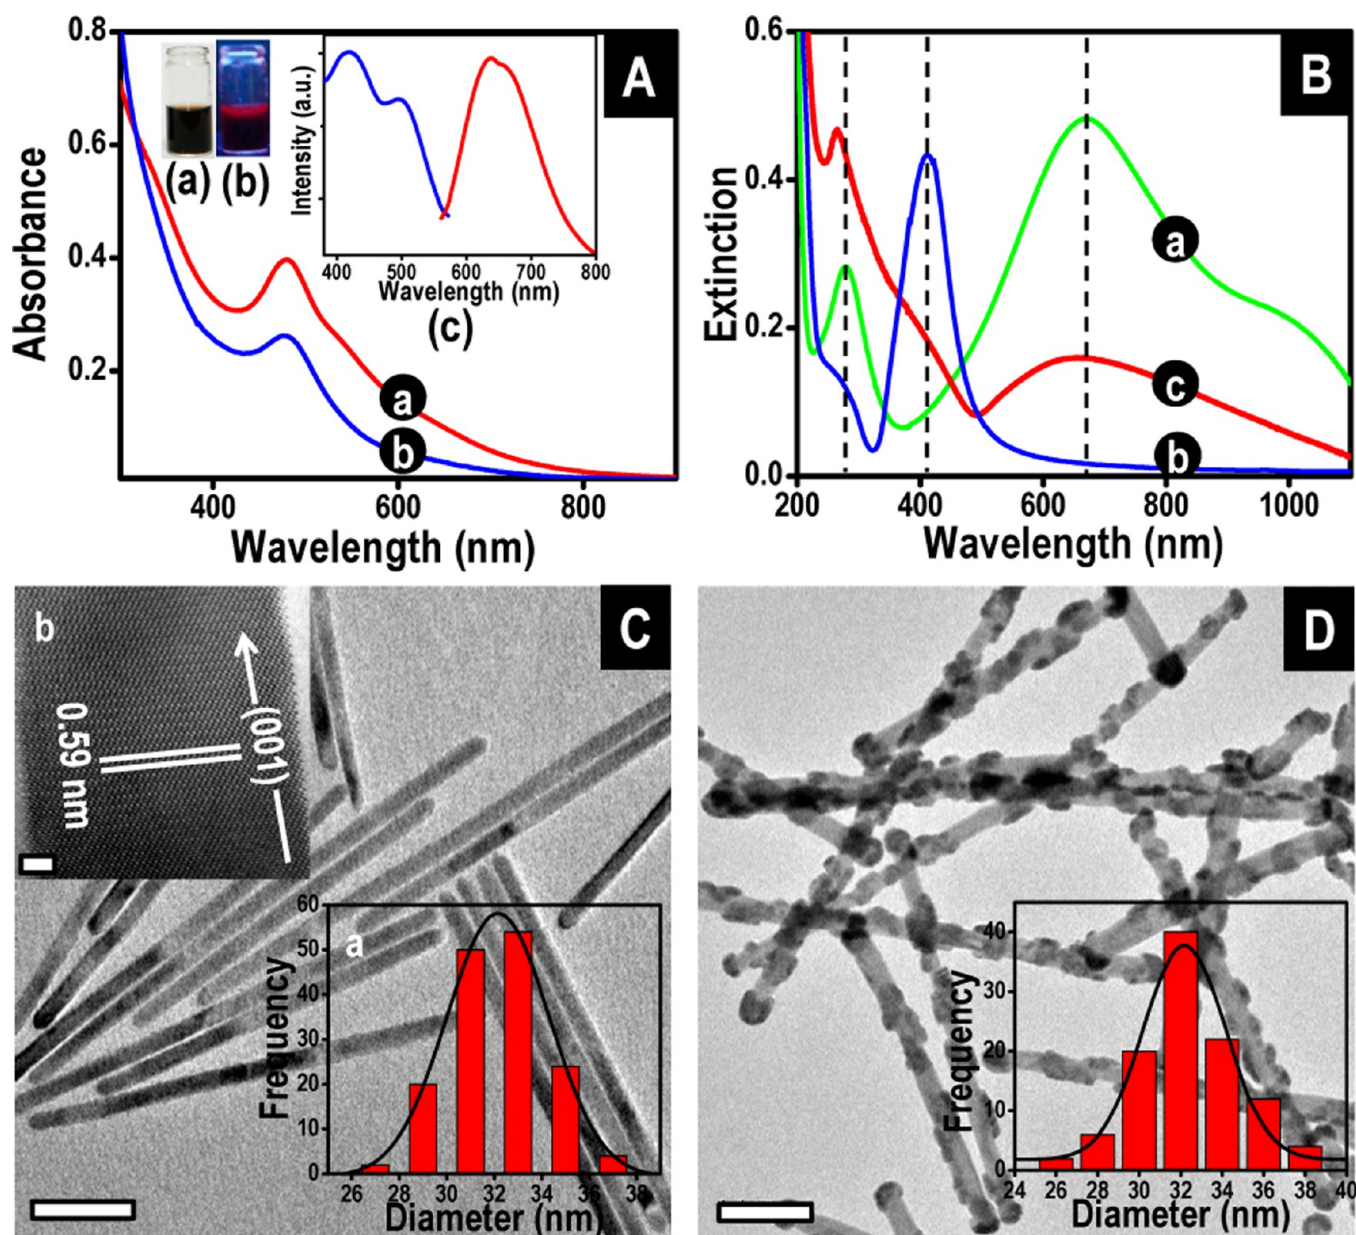 A
0.8
0.6
0.4
0.2
Absorbance
400
600
800
Wavelength (nm)
(a)
(b)
Intensity (a.u.)
400 500 600 700 800
Wavelength (nm)
(c)
a
b
B
0.6
0.4
0.2
0.0
Extinction
200
400
600
800
1000
Wavelength (nm)
a
c
b
C
b
0.59 nm
(001)
a
60
50
40
30
20
10
0
Frequency
26 28 30 32 34 36 38
Diameter (nm)
D
40
30
20
10
0
Frequency
24 26 28 30 32 34 36 38 40
Diameter (nm)